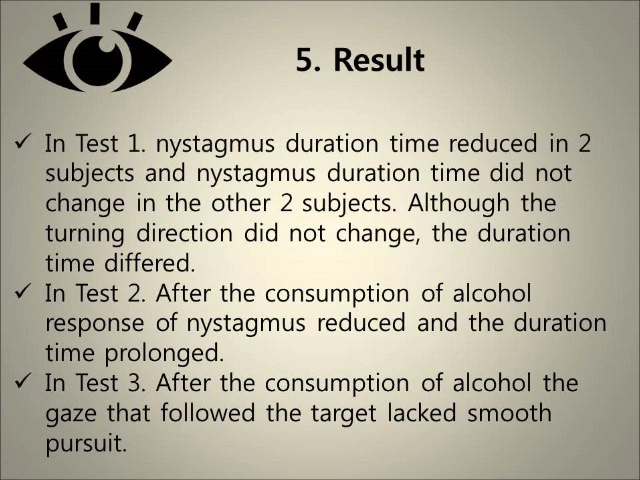 5. Result
✓ In Test 1. nystagmus duration time reduced in 2
subjects and nystagmus duration time did not
change in the other 2 subjects. Although the
turning direction did not change, the duration
time differed.
✓ In Test 2. After the consumption of alcohol
response of nystagmus reduced and the duration
time prolonged.
✓ In Test 3. After the consumption of alcohol the
gaze that followed the target lacked smooth
pursuit.